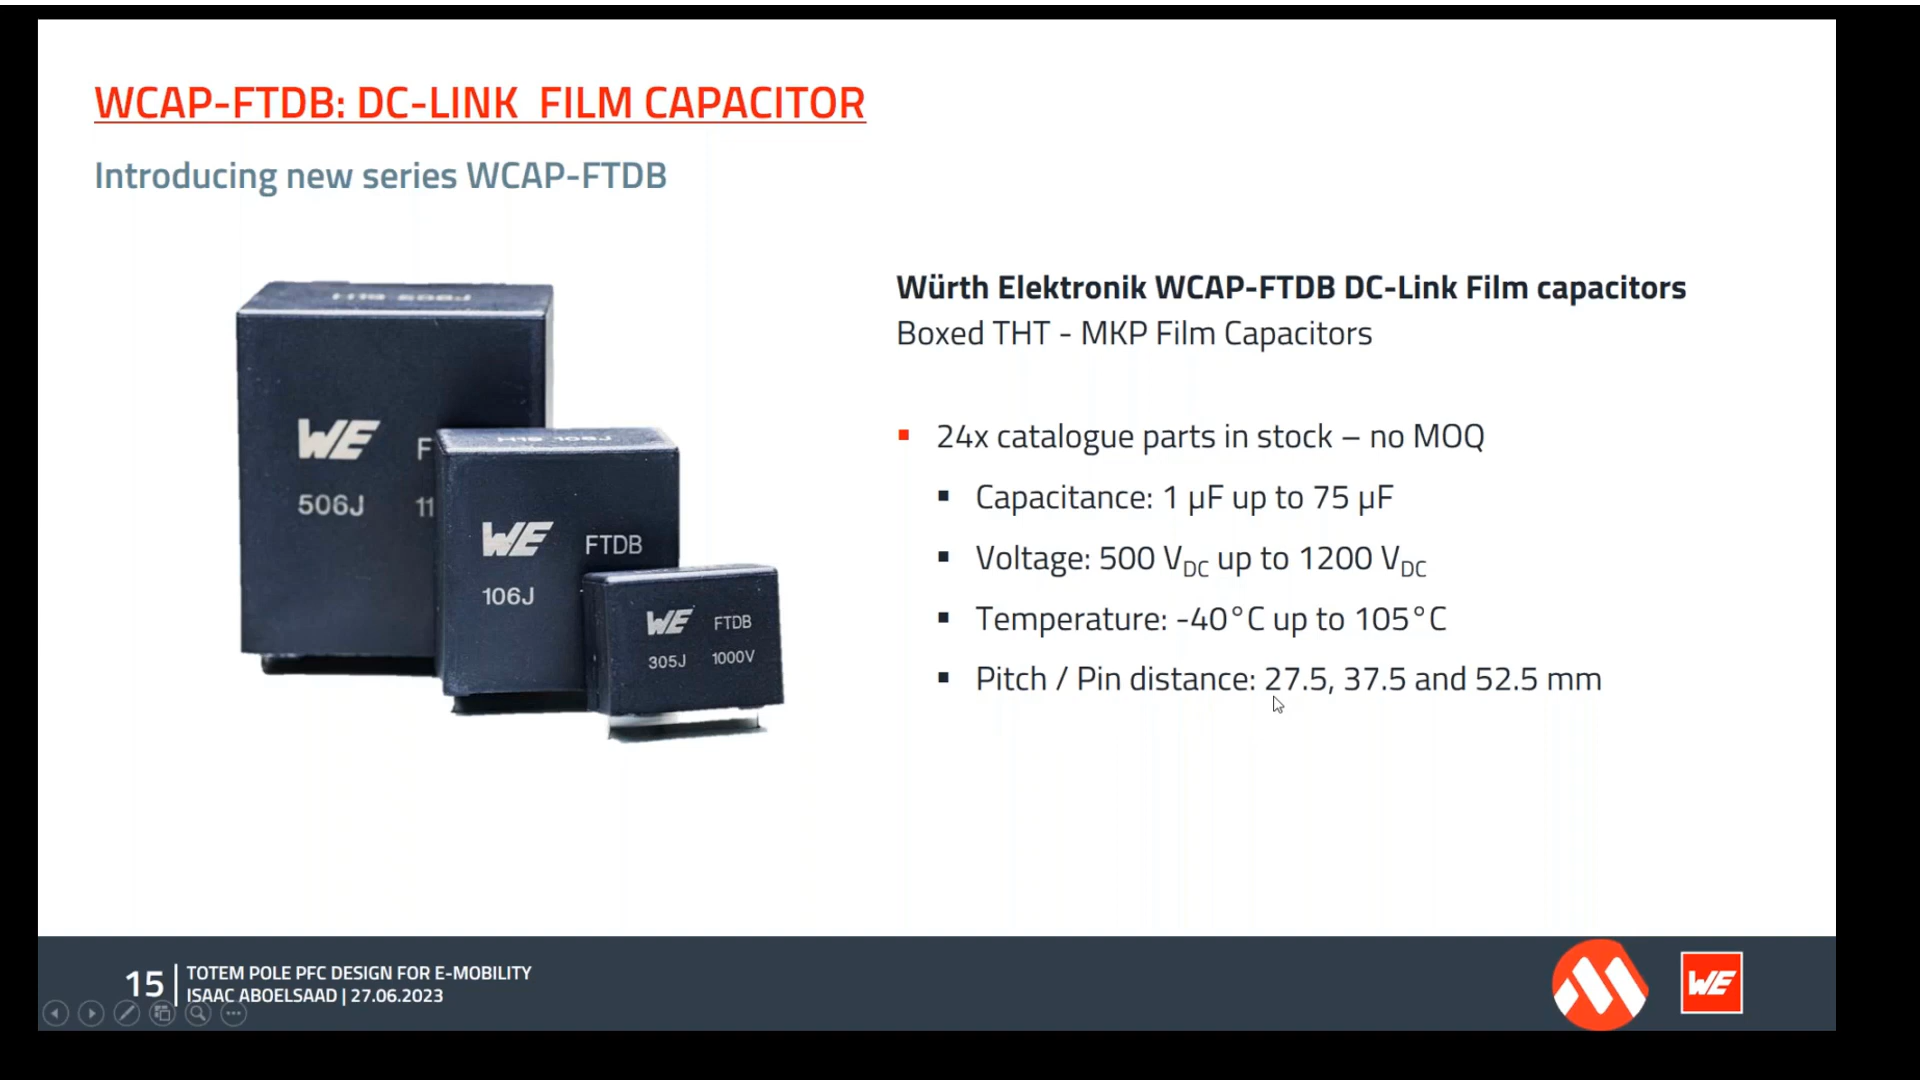 WCAP-FTDB: DC-LINK FILM CAPACITOR
Introducing new series WCAP-FTDB
WE F
506J 11
WE FTDB
106J
WE FTDB
305J 1000V
Würth Elektronik WCAP-FTDB DC-Link Film capacitors
Boxed THT - MKP Film Capacitors
24x catalogue parts in stock – no MOQ
Capacitance: 1 µF up to 75 µF
Voltage: 500 VDC up to 1200 VDC
Temperature: -40°C up to 105°C
Pitch / Pin distance: 27.5, 37.5 and 52.5 mm
15
TOTEM POLE PFC DESIGN FOR E-MOBILITY
ISAAC ABOELSAAD | 27.06.2023
WE